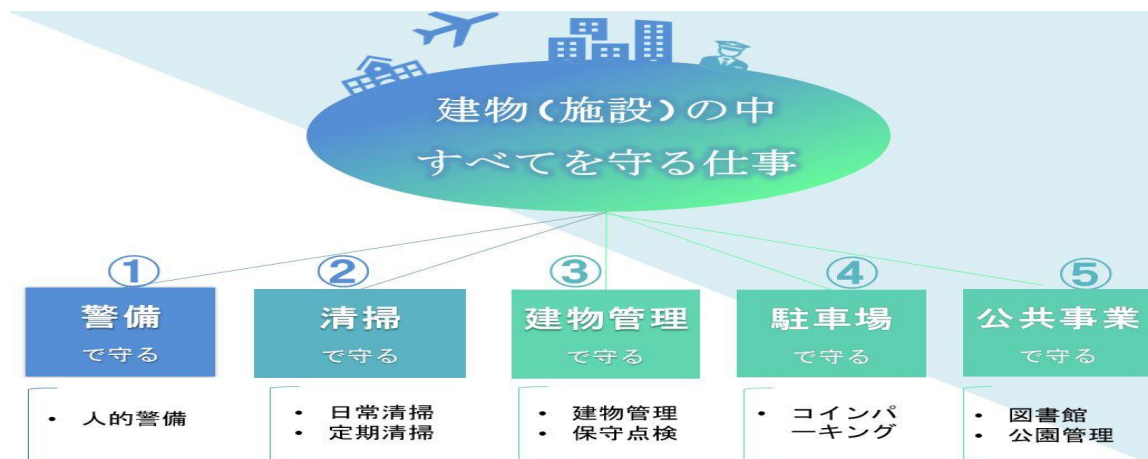 建物(施設)の中
すべてを守る仕事
①
警備
で守る
・ 人的警備
②
清掃
で守る
・ 日常清掃
・ 定期清掃
③
建物管理
で守る
・ 建物管理
・ 保守点検
④
駐車場
で守る
・ コインパ
ーキング
⑤
公共事業
で守る
・ 図書館
・ 公園管理